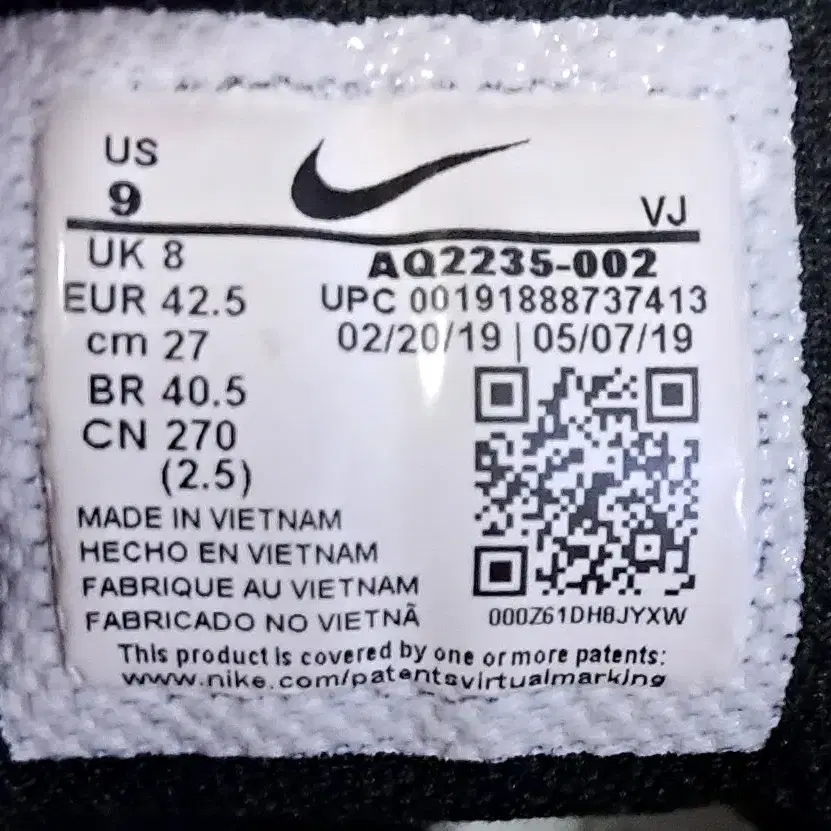 US
9
VJ
UK 8
EUR 42.5
cm 27
BR 40.5
CN 270
(2.5)
AQ2235-002
UPC 00191888737413
02/20/19 | 05/07/19
MADE IN VIETNAM
HECHO EN VIETNAM
FABRIQUE AU VIETNAM
FABRICADO NO VIETNÃ
000Z61DH8JYXW
This product is covered by one or more patents:
www.nike.com/patentsvirtualmarking